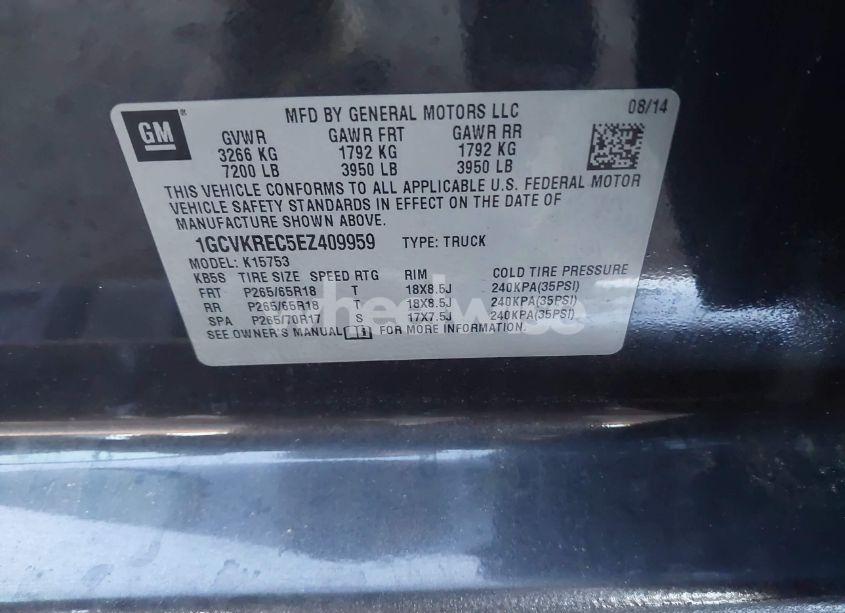 GM
MFD BY GENERAL MOTORS LLC 08/14
GVWR GAWR FRT GAWR RR
3266 KG 1792 KG 1792 KG
7200 LB 3950 LB 3950 LB
THIS VEHICLE CONFORMS TO ALL APPLICABLE U.S. FEDERAL MOTOR
VEHICLE SAFETY STANDARDS IN EFFECT ON THE DATE OF
MANUFACTURE SHOWN ABOVE.
1GCVKREC5EZ409959 TYPE: TRUCK
MODEL: K15753
KB5S TIRE SIZE SPEED RTG RIM COLD TIRE PRESSURE
FRT P265/65R18 T 18X8.5J 240KPA(35PSI)
RR P265/65R18 T 18X8.5J 240KPA(35PSI)
SPA P265/70R17 S 17X7.5J 240KPA(35PSI)
SEE OWNER'S MANUAL FOR MORE INFORMATION.